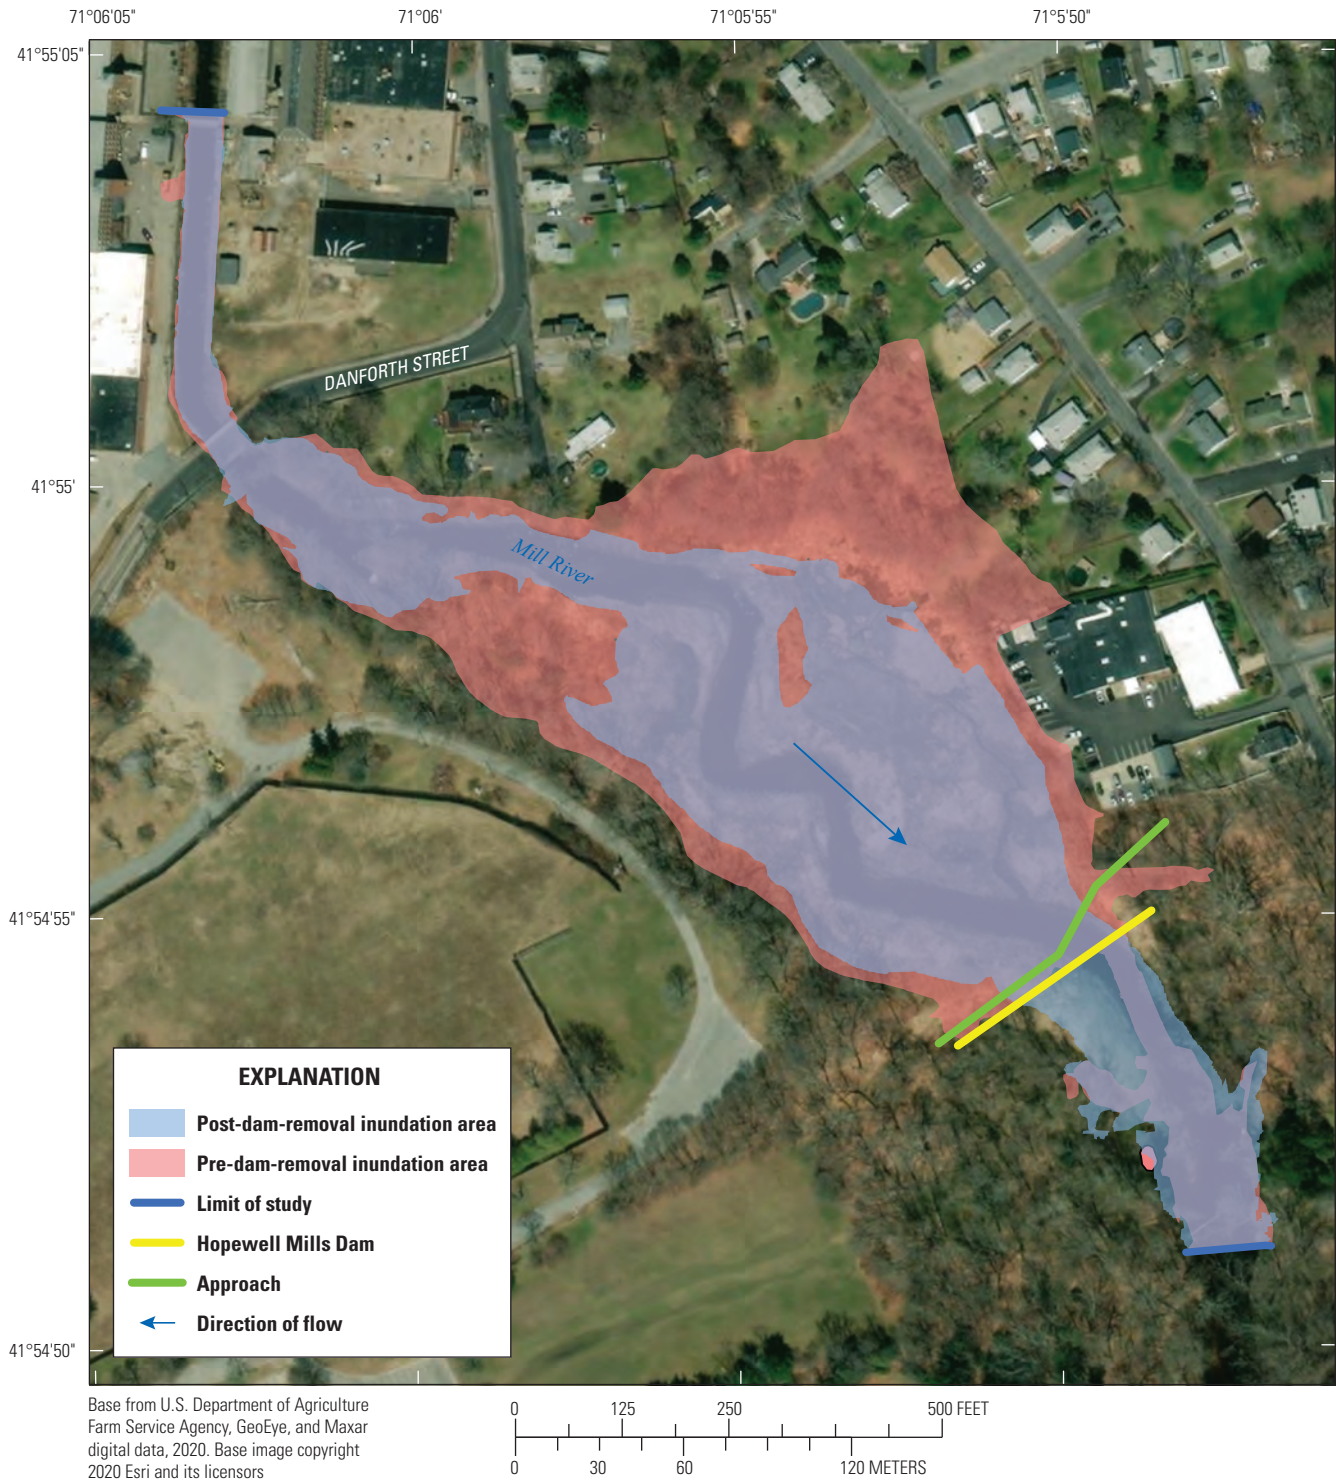 71°06'05"
71°06'
71°05'55"
71°5'50"
41°55'05"
DANFORTH STREET
41°55'
Mill River
41°54'55"
EXPLANATION
Post-dam-removal inundation area
Pre-dam-removal inundation area
Limit of study
Hopewell Mills Dam
Approach
Direction of flow
41°54'50"
Base from U.S. Department of Agriculture
Farm Service Agency, GeoEye, and Maxar
digital data, 2020. Base image copyright
2020 Esri and its licensors
0 125 250 500 FEET
0 30 60 120 METERS